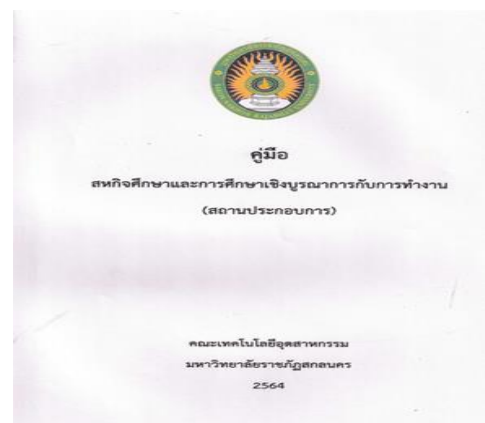 คู่มือ
สหกิจศึกษาและการศึกษาเชิงบูรณาการกับการทำงาน
(สถานประกอบการ)
คณะเทคโนโลยีอุตสาหกรรม
มหาวิทยาลัยราชภัฏสกลนคร
2564